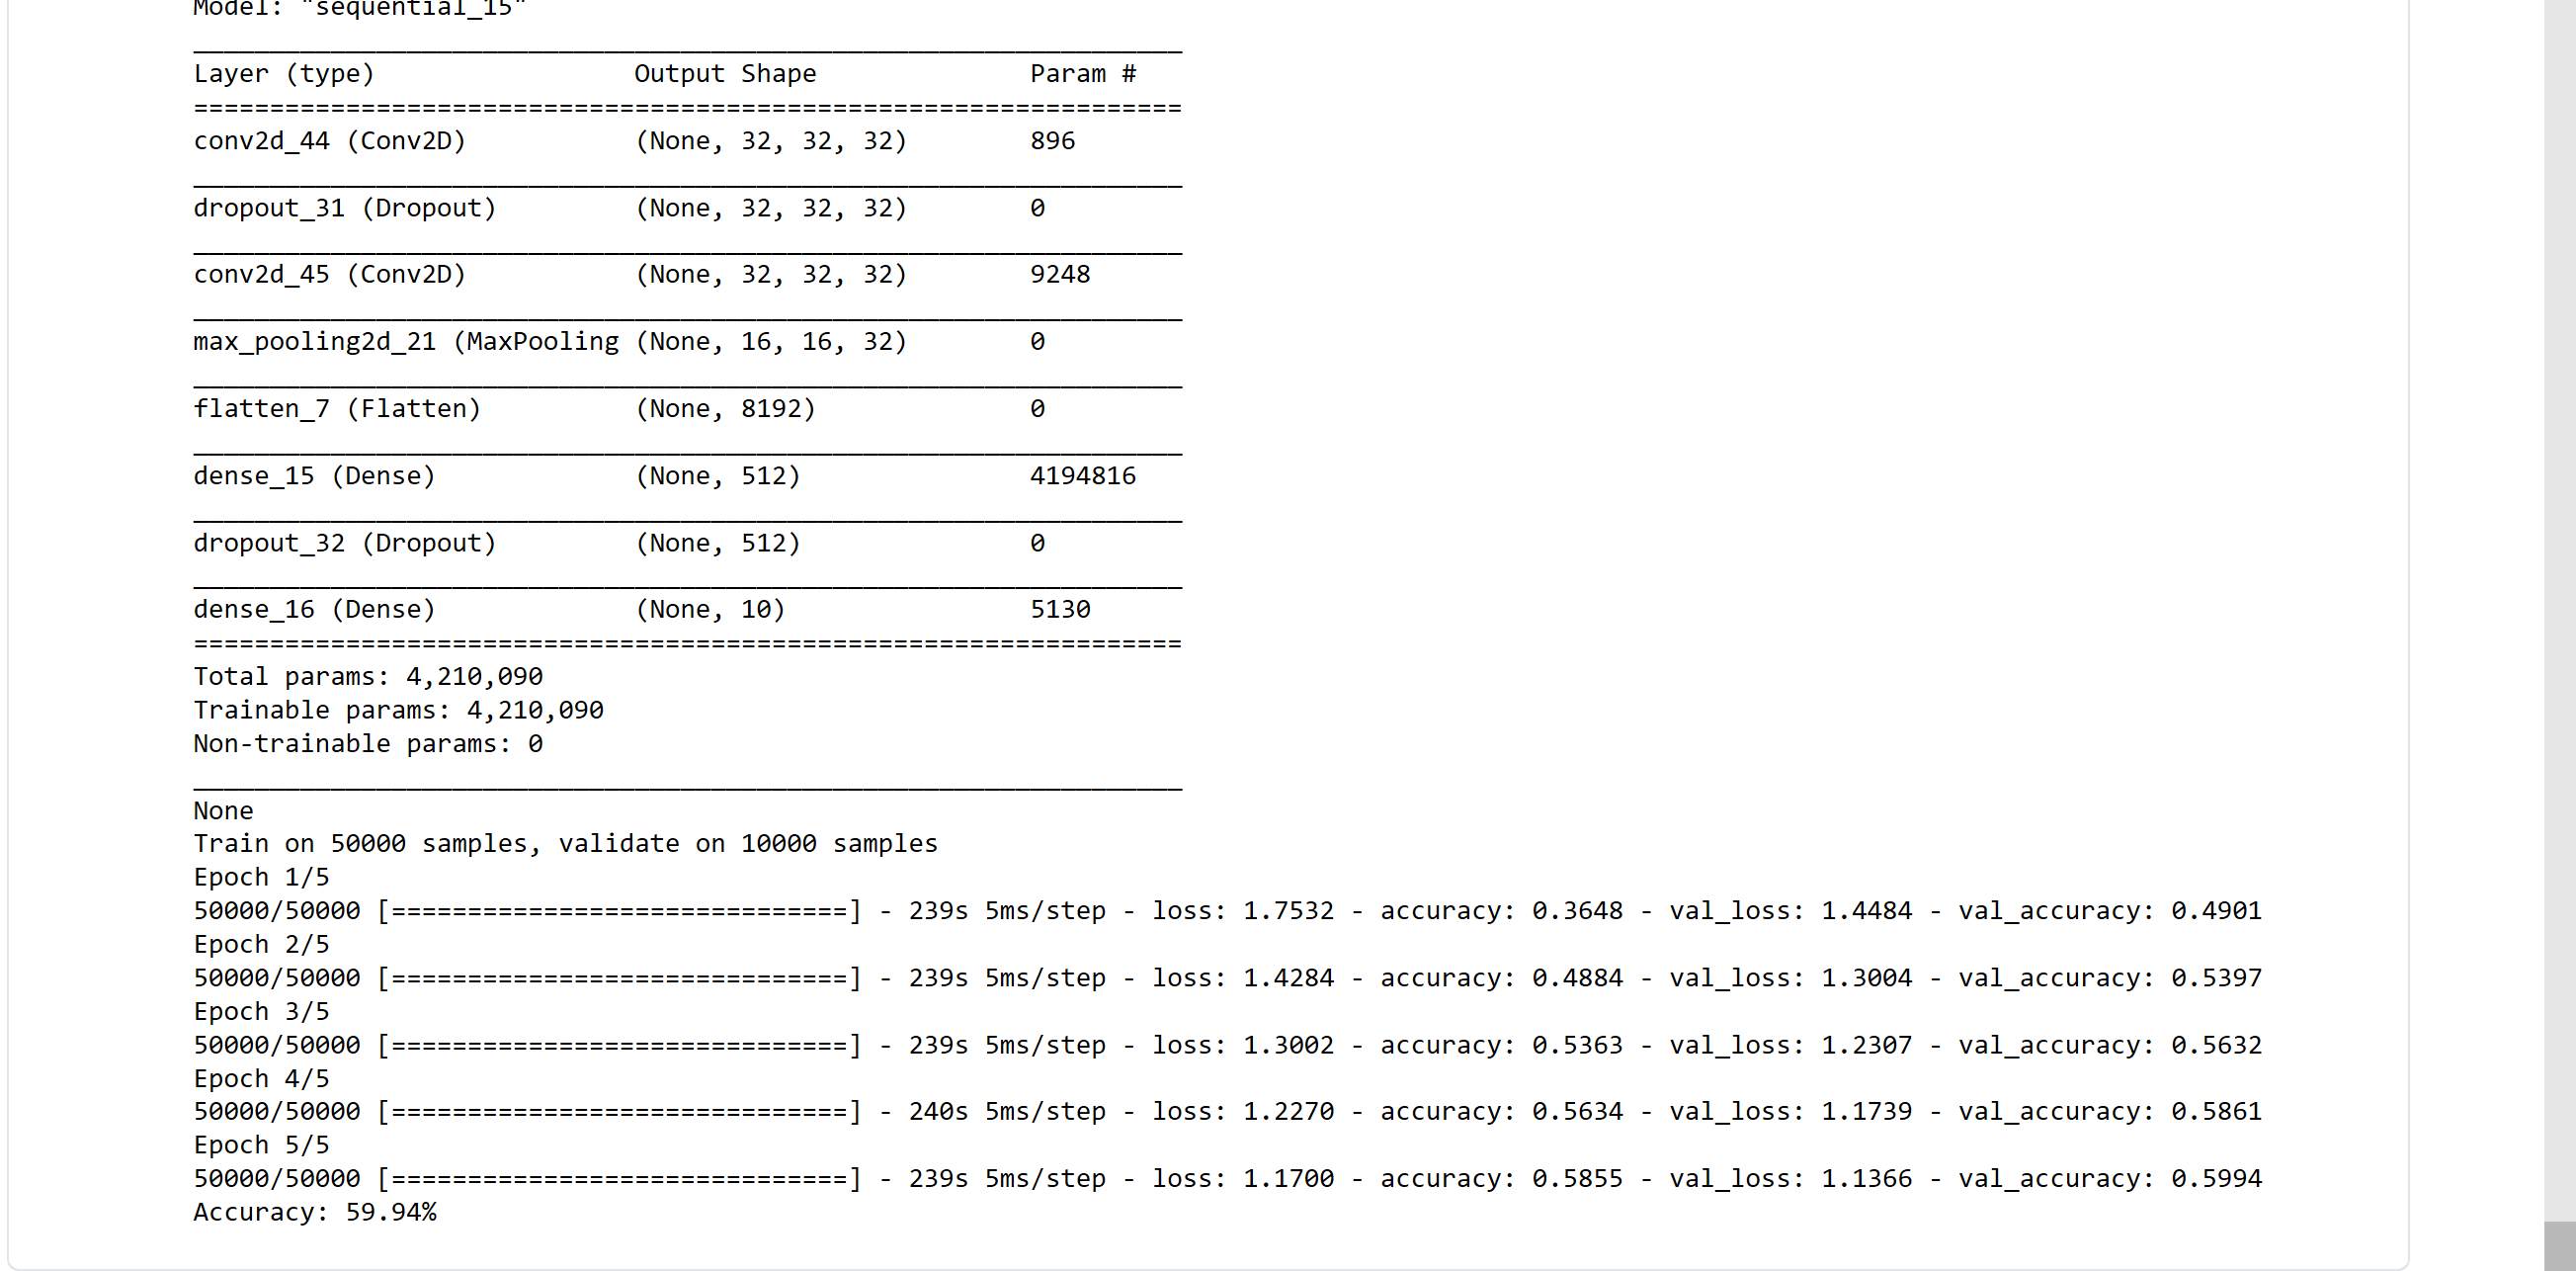 Model: "sequential_15"
_________________________________________________________________
Layer (type)                 Output Shape              Param #
=================================================================
conv2d_44 (Conv2D)           (None, 32, 32, 32)        896
_________________________________________________________________
dropout_31 (Dropout)         (None, 32, 32, 32)        0
_________________________________________________________________
conv2d_45 (Conv2D)           (None, 32, 32, 32)        9248
_________________________________________________________________
max_pooling2d_21 (MaxPooling (None, 16, 16, 32)        0
_________________________________________________________________
flatten_7 (Flatten)          (None, 8192)              0
_________________________________________________________________
dense_15 (Dense)             (None, 512)               4194816
_________________________________________________________________
dropout_32 (Dropout)         (None, 512)               0
_________________________________________________________________
dense_16 (Dense)             (None, 10)                5130
=================================================================
Total params: 4,210,090
Trainable params: 4,210,090
Non-trainable params: 0
_________________________________________________________________
None
Train on 50000 samples, validate on 10000 samples
Epoch 1/5
50000/50000 [==============================] - 239s 5ms/step - loss: 1.7532 - accuracy: 0.3648 - val_loss: 1.4484 - val_accuracy: 0.4901
Epoch 2/5
50000/50000 [==============================] - 239s 5ms/step - loss: 1.4284 - accuracy: 0.4884 - val_loss: 1.3004 - val_accuracy: 0.5397
Epoch 3/5
50000/50000 [==============================] - 239s 5ms/step - loss: 1.3002 - accuracy: 0.5363 - val_loss: 1.2307 - val_accuracy: 0.5632
Epoch 4/5
50000/50000 [==============================] - 240s 5ms/step - loss: 1.2270 - accuracy: 0.5634 - val_loss: 1.1739 - val_accuracy: 0.5861
Epoch 5/5
50000/50000 [==============================] - 239s 5ms/step - loss: 1.1700 - accuracy: 0.5855 - val_loss: 1.1366 - val_accuracy: 0.5994
Accuracy: 59.94%